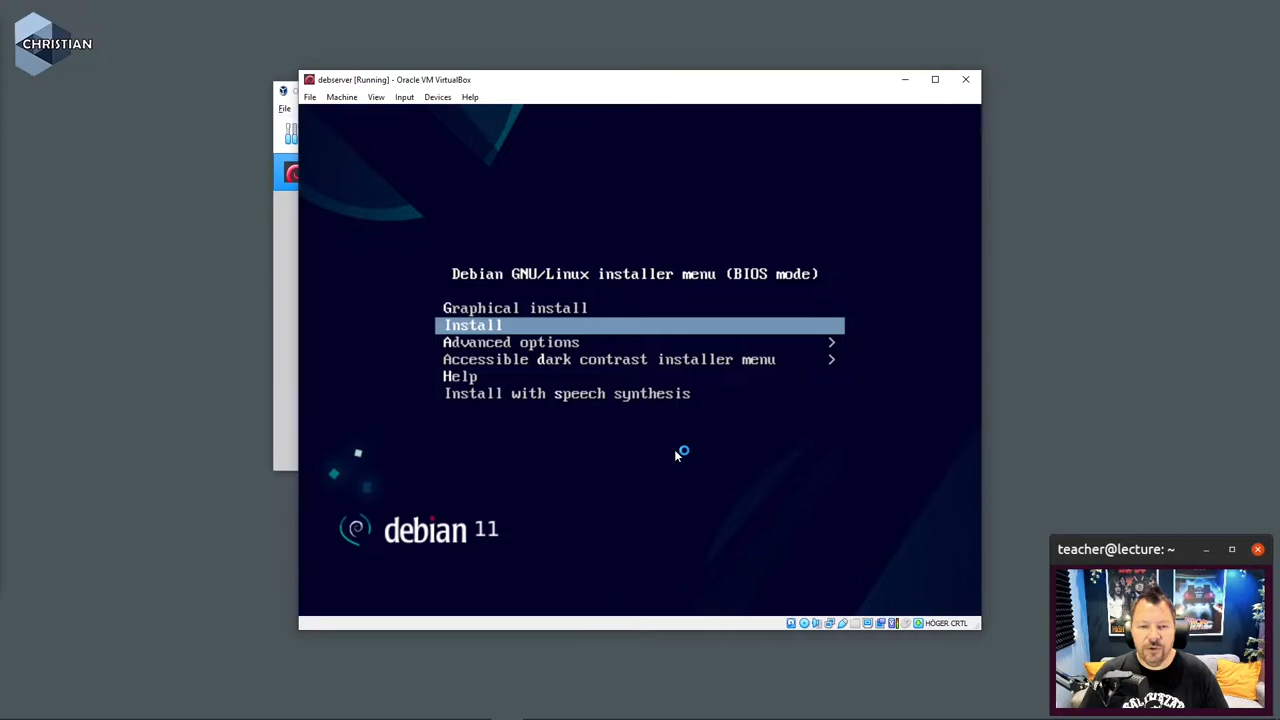 CHRISTIAN
debserver [Running] - Oracle VM VirtualBox
File Machine View Input Devices Help
File
Debian GNU/Linux installer menu (BIOS mode)
Graphical install
Install
Advanced options >
Accessible dark contrast installer menu >
Help
Install with speech synthesis
debian 11
HÖGER CRTL
teacher@lecture: ~